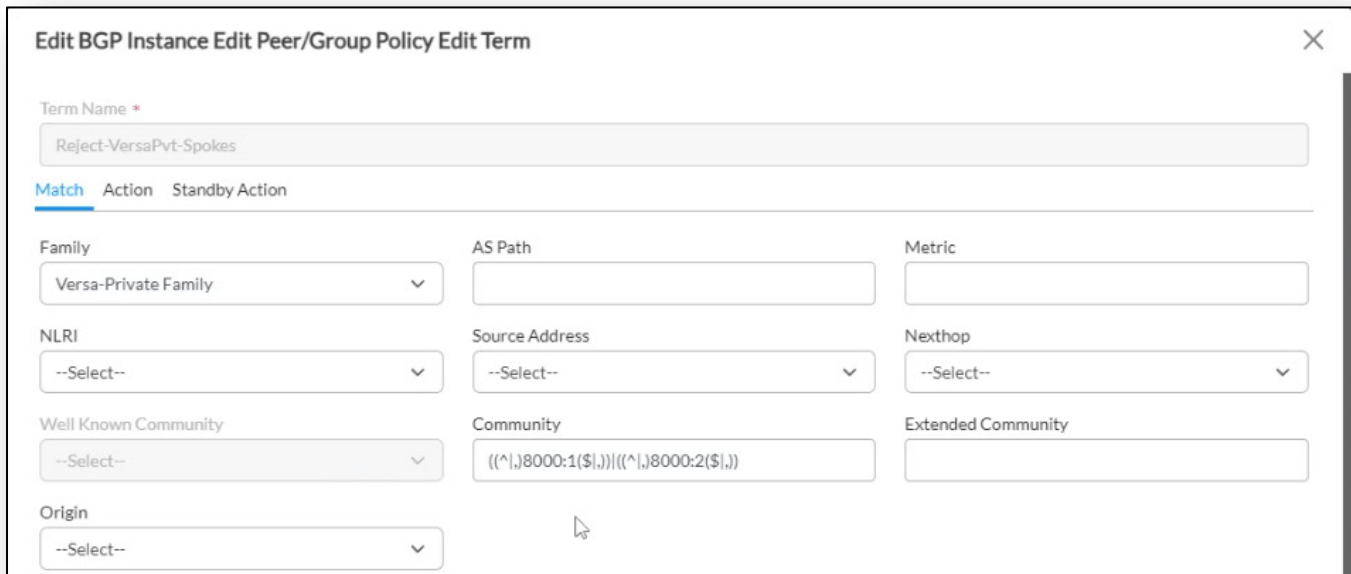 Edit BGP Instance Edit Peer/Group Policy Edit Term
Term Name *
Reject-VersaPvt-Spokes
Match Action Standby Action
Family AS Path Metric
Versa-Private Family
NLRI Source Address Nexthop
--Select-- --Select-- --Select--
Well Known Community Community Extended Community
--Select-- ((^|,)8000:1($|,))|((^|,)8000:2($|,))
Origin
--Select--